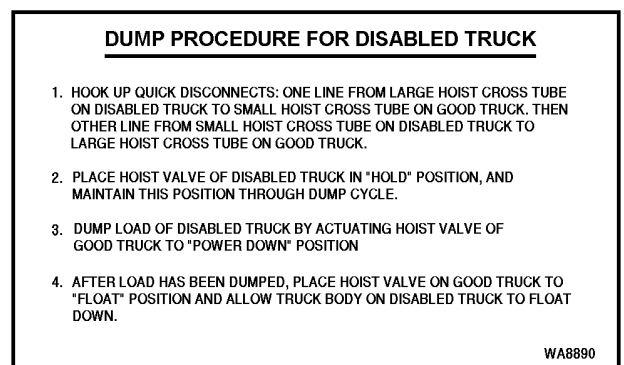 DUMP PROCEDURE FOR DISABLED TRUCK
1. HOOK UP QUICK DISCONNECTS: ONE LINE FROM LARGE HOIST CROSS TUBE
ON DISABLED TRUCK TO SMALL HOIST CROSS TUBE ON GOOD TRUCK. THEN
OTHER LINE FROM SMALL HOIST CROSS TUBE ON DISABLED TRUCK TO
LARGE HOIST CROSS TUBE ON GOOD TRUCK.
2. PLACE HOIST VALVE OF DISABLED TRUCK IN "HOLD" POSITION, AND
MAINTAIN THIS POSITION THROUGH DUMP CYCLE.
3. DUMP LOAD OF DISABLED TRUCK BY ACTUATING HOIST VALVE OF
GOOD TRUCK TO "POWER DOWN" POSITION
4. AFTER LOAD HAS BEEN DUMPED, PLACE HOIST VALVE ON GOOD TRUCK TO
"FLOAT" POSITION AND ALLOW TRUCK BODY ON DISABLED TRUCK TO FLOAT
DOWN.
WA8890